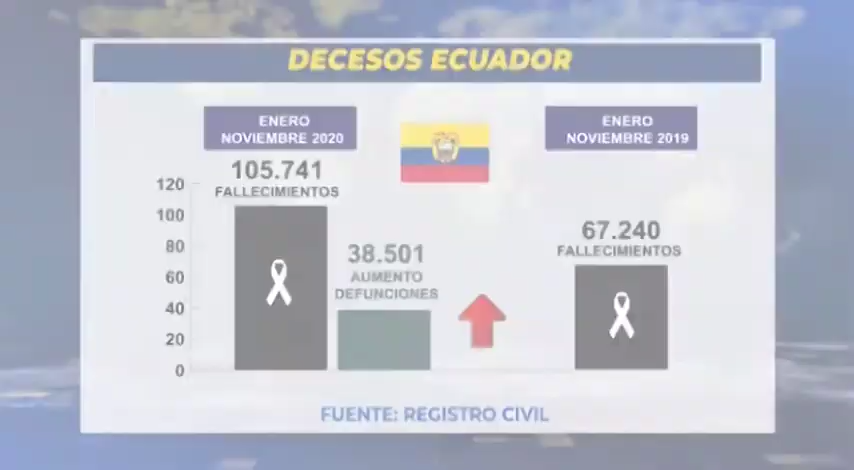 DECESOS ECUADOR
ENERO
NOVIEMBRE 2020
ENERO
NOVIEMBRE 2019
105.741
FALLECIMIENTOS
38.501
AUMENTO
DEFUNCIONES
67.240
FALLECIMIENTOS
120
100
80
60
40
20
0
FUENTE: REGISTRO CIVIL